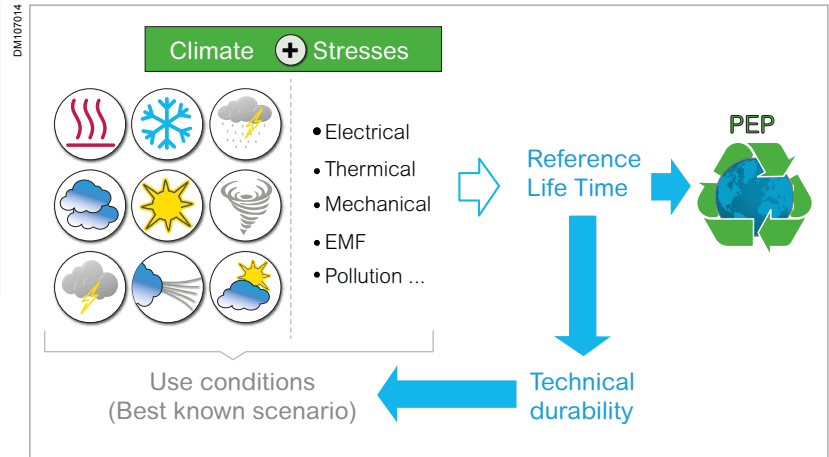 DM107014
Climate + Stresses
• Electrical
• Thermical
• Mechanical
• EMF
• Pollution ...
Reference
Life Time
PEP
Use conditions
(Best known scenario)
Technical
durability